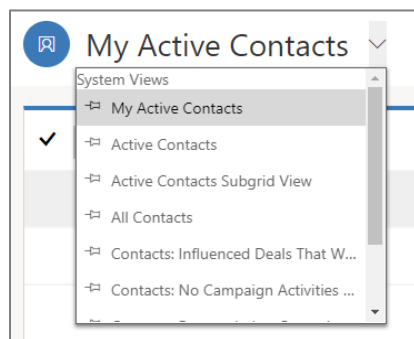 My Active Contacts
System Views
My Active Contacts
Active Contacts
Active Contacts Subgrid View
All Contacts
Contacts: Influenced Deals That W...
Contacts: No Campaign Activities ...